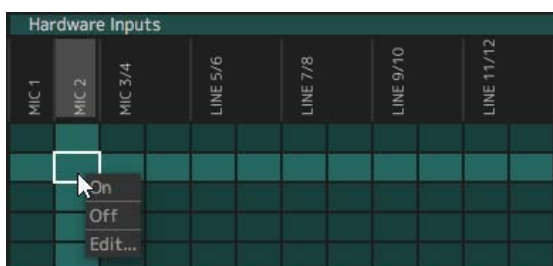 Hardware Inputs
MIC 1
MIC 2
MIC 3/4
LINE 5/6
LINE 7/8
LINE 9/10
LINE 11/12
On
Off
Edit...